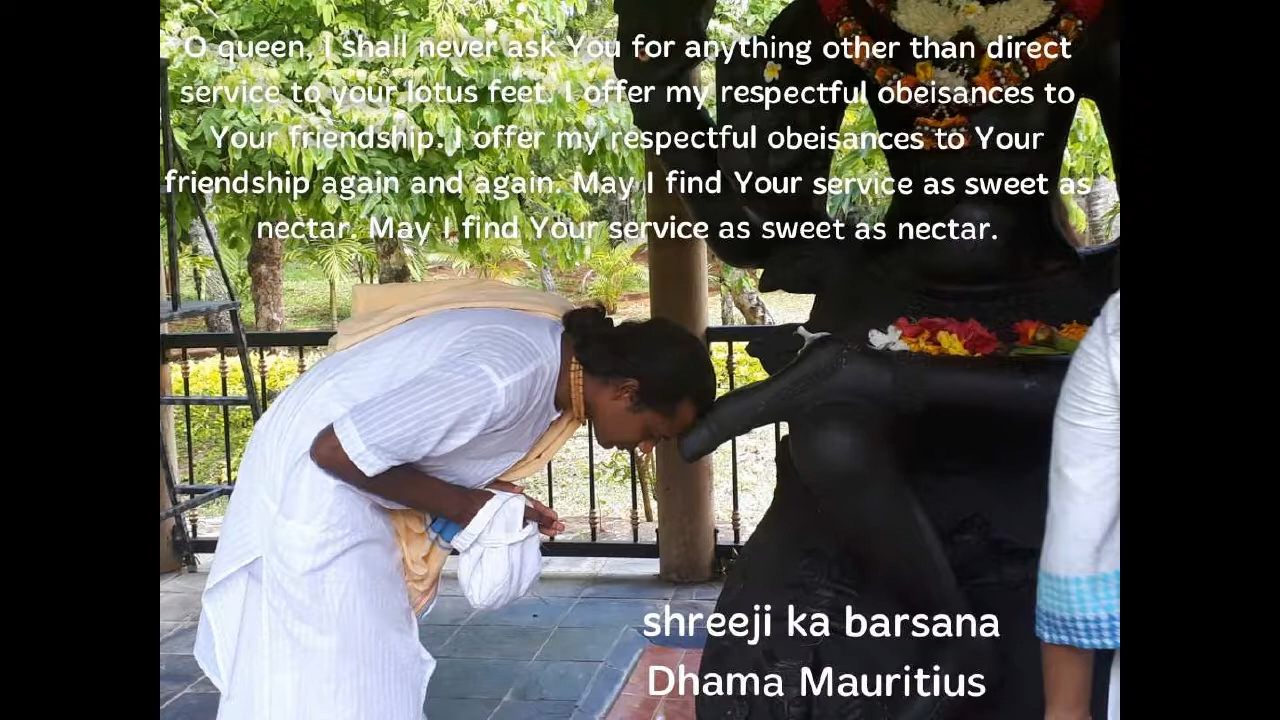 O queen, I shall never ask You for anything other than direct
service to your lotus feet. I offer my respectful obeisances to
Your friendship. I offer my respectful obeisances to Your
friendship again and again. May I find Your service as sweet as
nectar. May I find Your service as sweet as nectar.
shreeji ka barsana
Dhama Mauritius